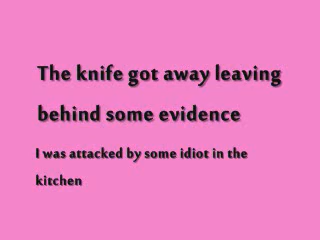 The knife got away leaving
behind some evidence
I was attacked by some idiot in the
kitchen